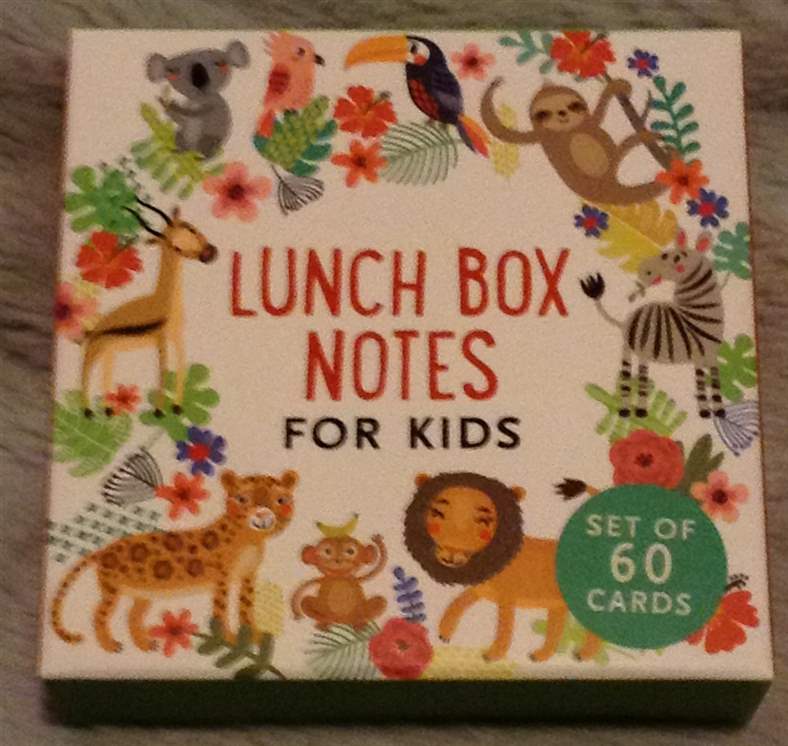 LUNCH BOX
NOTES
FOR KIDS
SET OF
60
CARDS